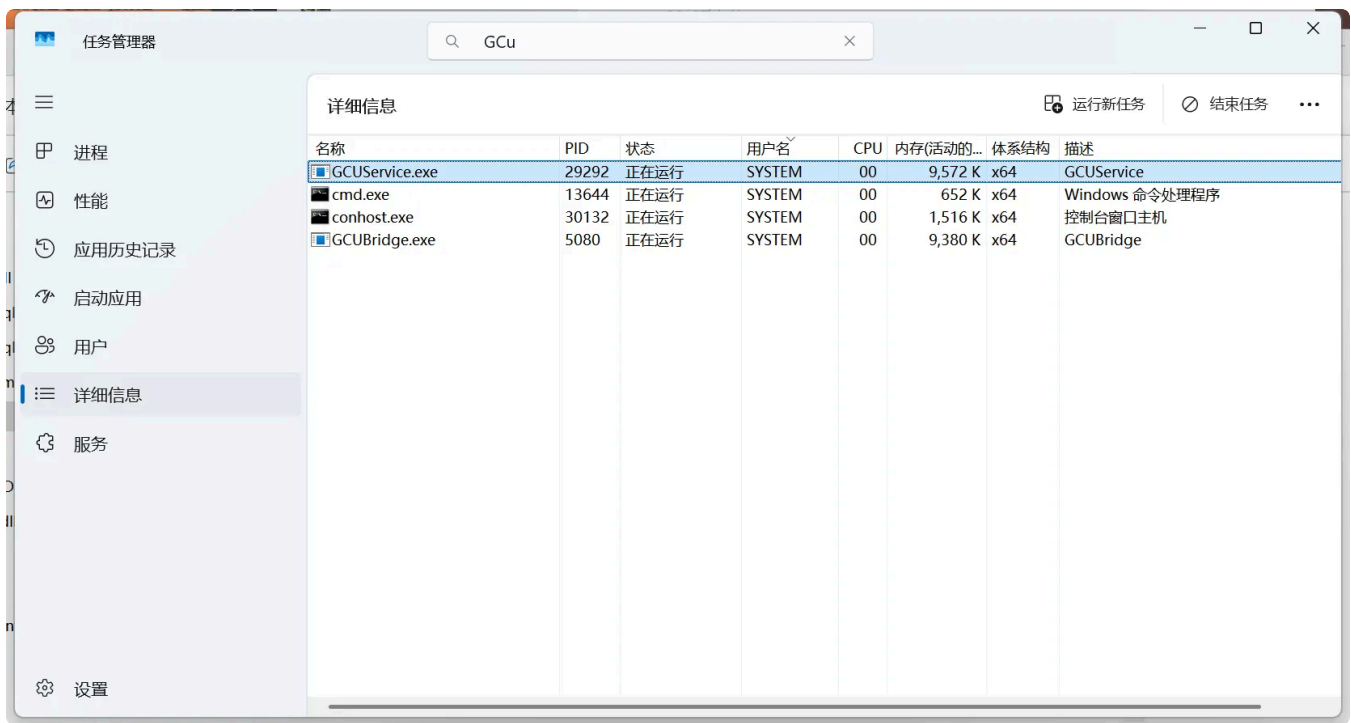 任务管理器
GCu
本
详细信息
运行新任务
结束任务
进程
性能
应用历史记录
启动应用
用户
详细信息
服务
设置
名称 PID 状态 用户名 CPU 内存(活动的... 体系结构 描述
GCUService.exe 29292 正在运行 SYSTEM 00 9,572 K x64 GCUService
cmd.exe 13644 正在运行 SYSTEM 00 652 K x64 Windows 命令处理程序
conhost.exe 30132 正在运行 SYSTEM 00 1,516 K x64 控制台窗口主机
GCUBridge.exe 5080 正在运行 SYSTEM 00 9,380 K x64 GCUBridge